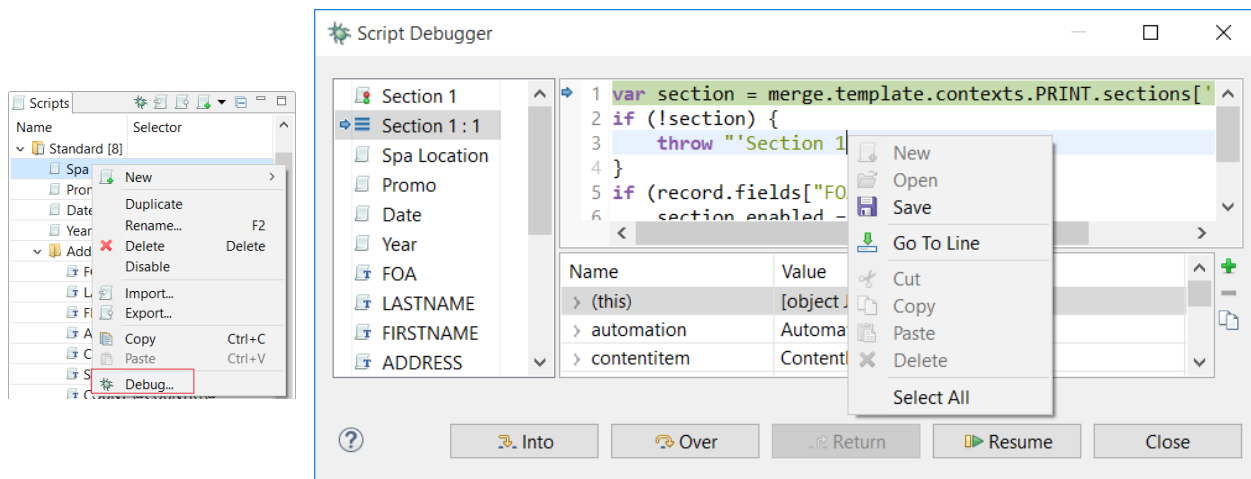 Scripts
Name Selector
Standard [8]
Spa
Pror
Date
Year
Add
New
Duplicate
Rename... F2
Delete Delete
Disable
Import...
Export...
Copy Ctrl+C
Paste Ctrl+V
Debug...
Script Debugger
Section 1
Section 1 : 1
Spa Location
Promo
Date
Year
FOA
LASTNAME
FIRSTNAME
ADDRESS
1 var section = merge.template.contexts.PRINT.sections['
2 if (!section) {
3 throw "'Section 1
4 }
5 if (record.fields["FO
6 section.enabled =
Name Value
(this) [object J
automation Automa
contentitem Content
New
Open
Save
Go To Line
Cut
Copy
Paste
Delete
Select All
Into
Over
Return
Resume
Close